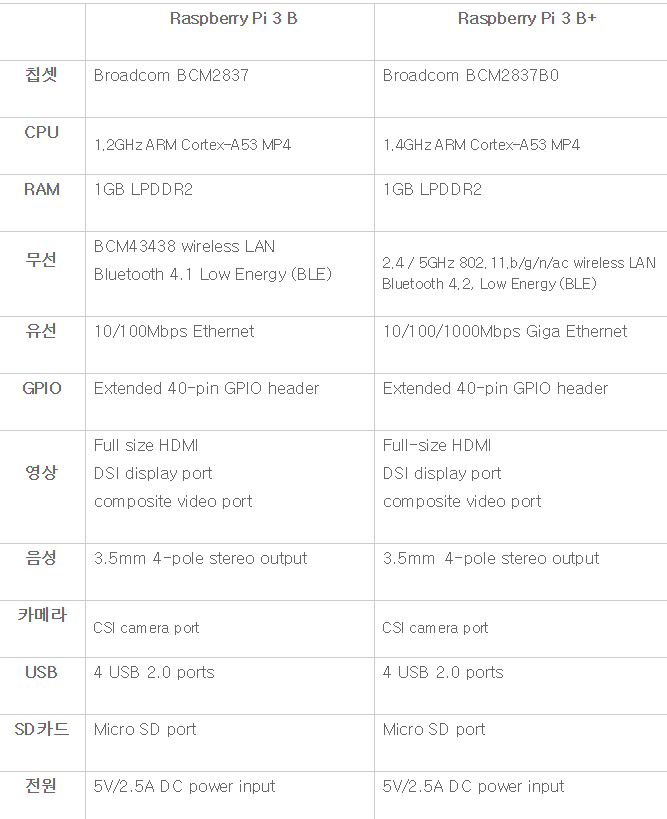 Raspberry Pi 3 B Raspberry Pi 3 B+
칩셋 Broadcom BCM2837 Broadcom BCM2837B0
CPU 1.2GHz ARM Cortex-A53 MP4 1.4GHz ARM Cortex-A53 MP4
RAM 1GB LPDDR2 1GB LPDDR2
무선 BCM43438 wireless LAN
Bluetooth 4.1 Low Energy (BLE)
2.4 / 5GHz 802.11.b/g/n/ac wireless LAN
Bluetooth 4.2, Low Energy (BLE)
유선 10/100Mbps Ethernet 10/100/1000Mbps Giga Ethernet
GPIO Extended 40-pin GPIO header Extended 40-pin GPIO header
영상 Full size HDMI
DSI display port
composite video port
Full-size HDMI
DSI display port
composite video port
음성 3.5mm 4-pole stereo output 3.5mm 4-pole stereo output
카메라 CSI camera port CSI camera port
USB 4 USB 2.0 ports 4 USB 2.0 ports
SD카드 Micro SD port Micro SD port
전원 5V/2.5A DC power input 5V/2.5A DC power input